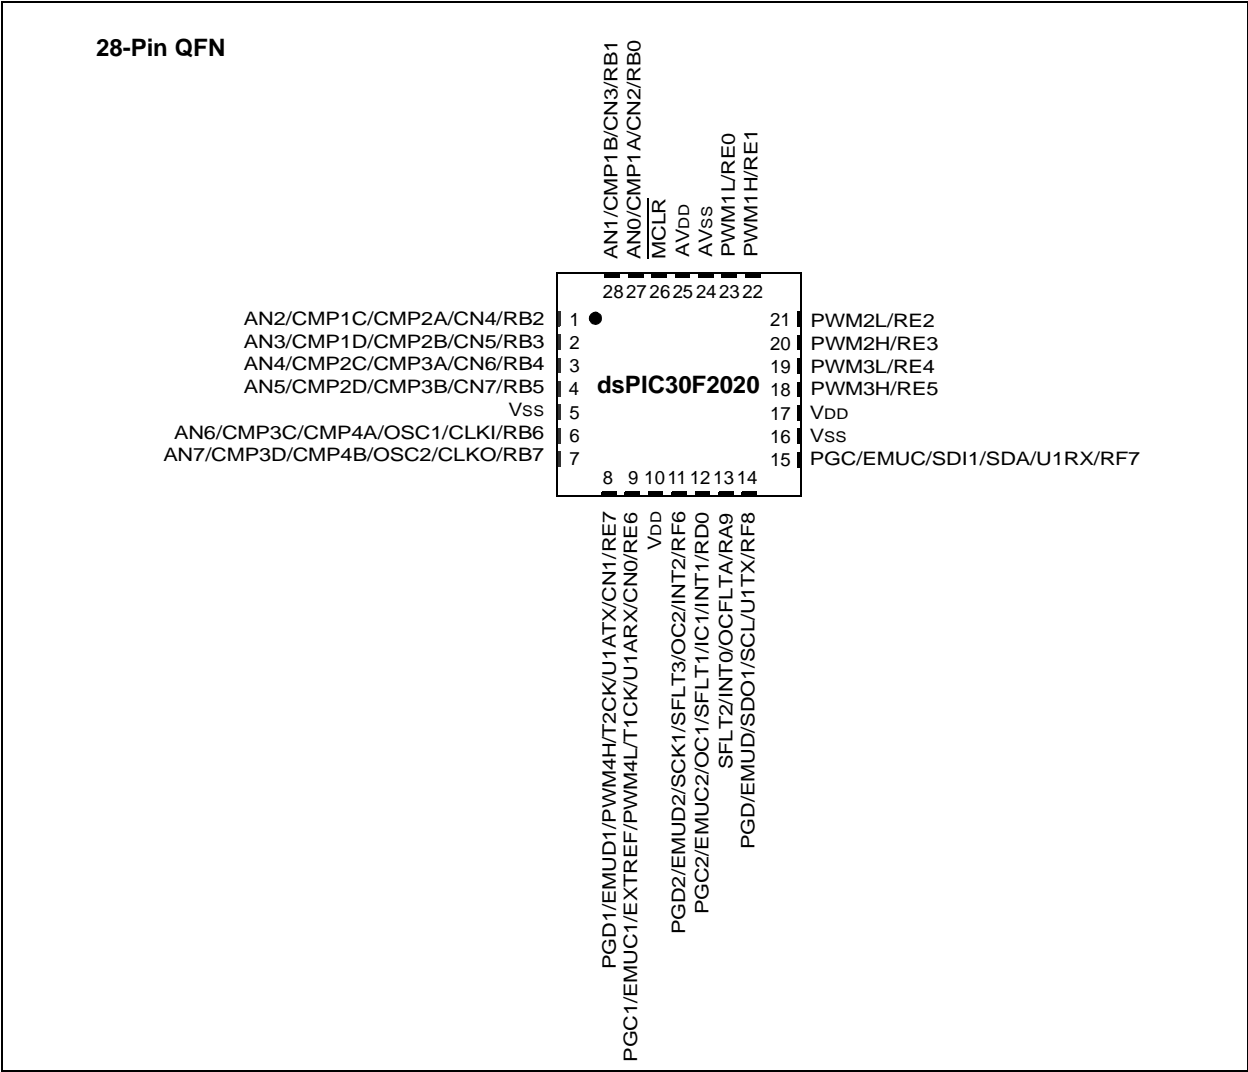 28-Pin QFN
AN1/CMP1B/CN3/RB1
AN0/CMP1A/CN2/RB0
MCLR
AVDD
AVSS
PWM1L/RE0
PWM1H/RE1
28 27 26 25 24 23 22
AN2/CMP1C/CMP2A/CN4/RB2 1
AN3/CMP1D/CMP2B/CN5/RB3 2
AN4/CMP2C/CMP3A/CN6/RB4 3
AN5/CMP2D/CMP3B/CN7/RB5 4
VSS 5
AN6/CMP3C/CMP4A/OSC1/CLKI/RB6 6
AN7/CMP3D/CMP4B/OSC2/CLKO/RB7 7
dsPIC30F2020
21 PWM2L/RE2
20 PWM2H/RE3
19 PWM3L/RE4
18 PWM3H/RE5
17 VDD
16 VSS
15 PGC/EMUC/SDI1/SDA/U1RX/RF7
8 9 10 11 12 13 14
PGD1/EMUD1/PWM4H/T2CK/U1ATX/CN1/RE7
PGC1/EMUC1/EXTREF/PWM4L/T1CK/U1ARX/CN0/RE6
VDD
PGD2/EMUD2/SCK1/SFLT3/OC2/INT2/RF6
PGC2/EMUC2/OC1/SFLT1/IC1/INT1/RD0
SFLT2/INT0/OCFLTA/RA9
PGD/EMUD/SDO1/SCL/U1TX/RF8